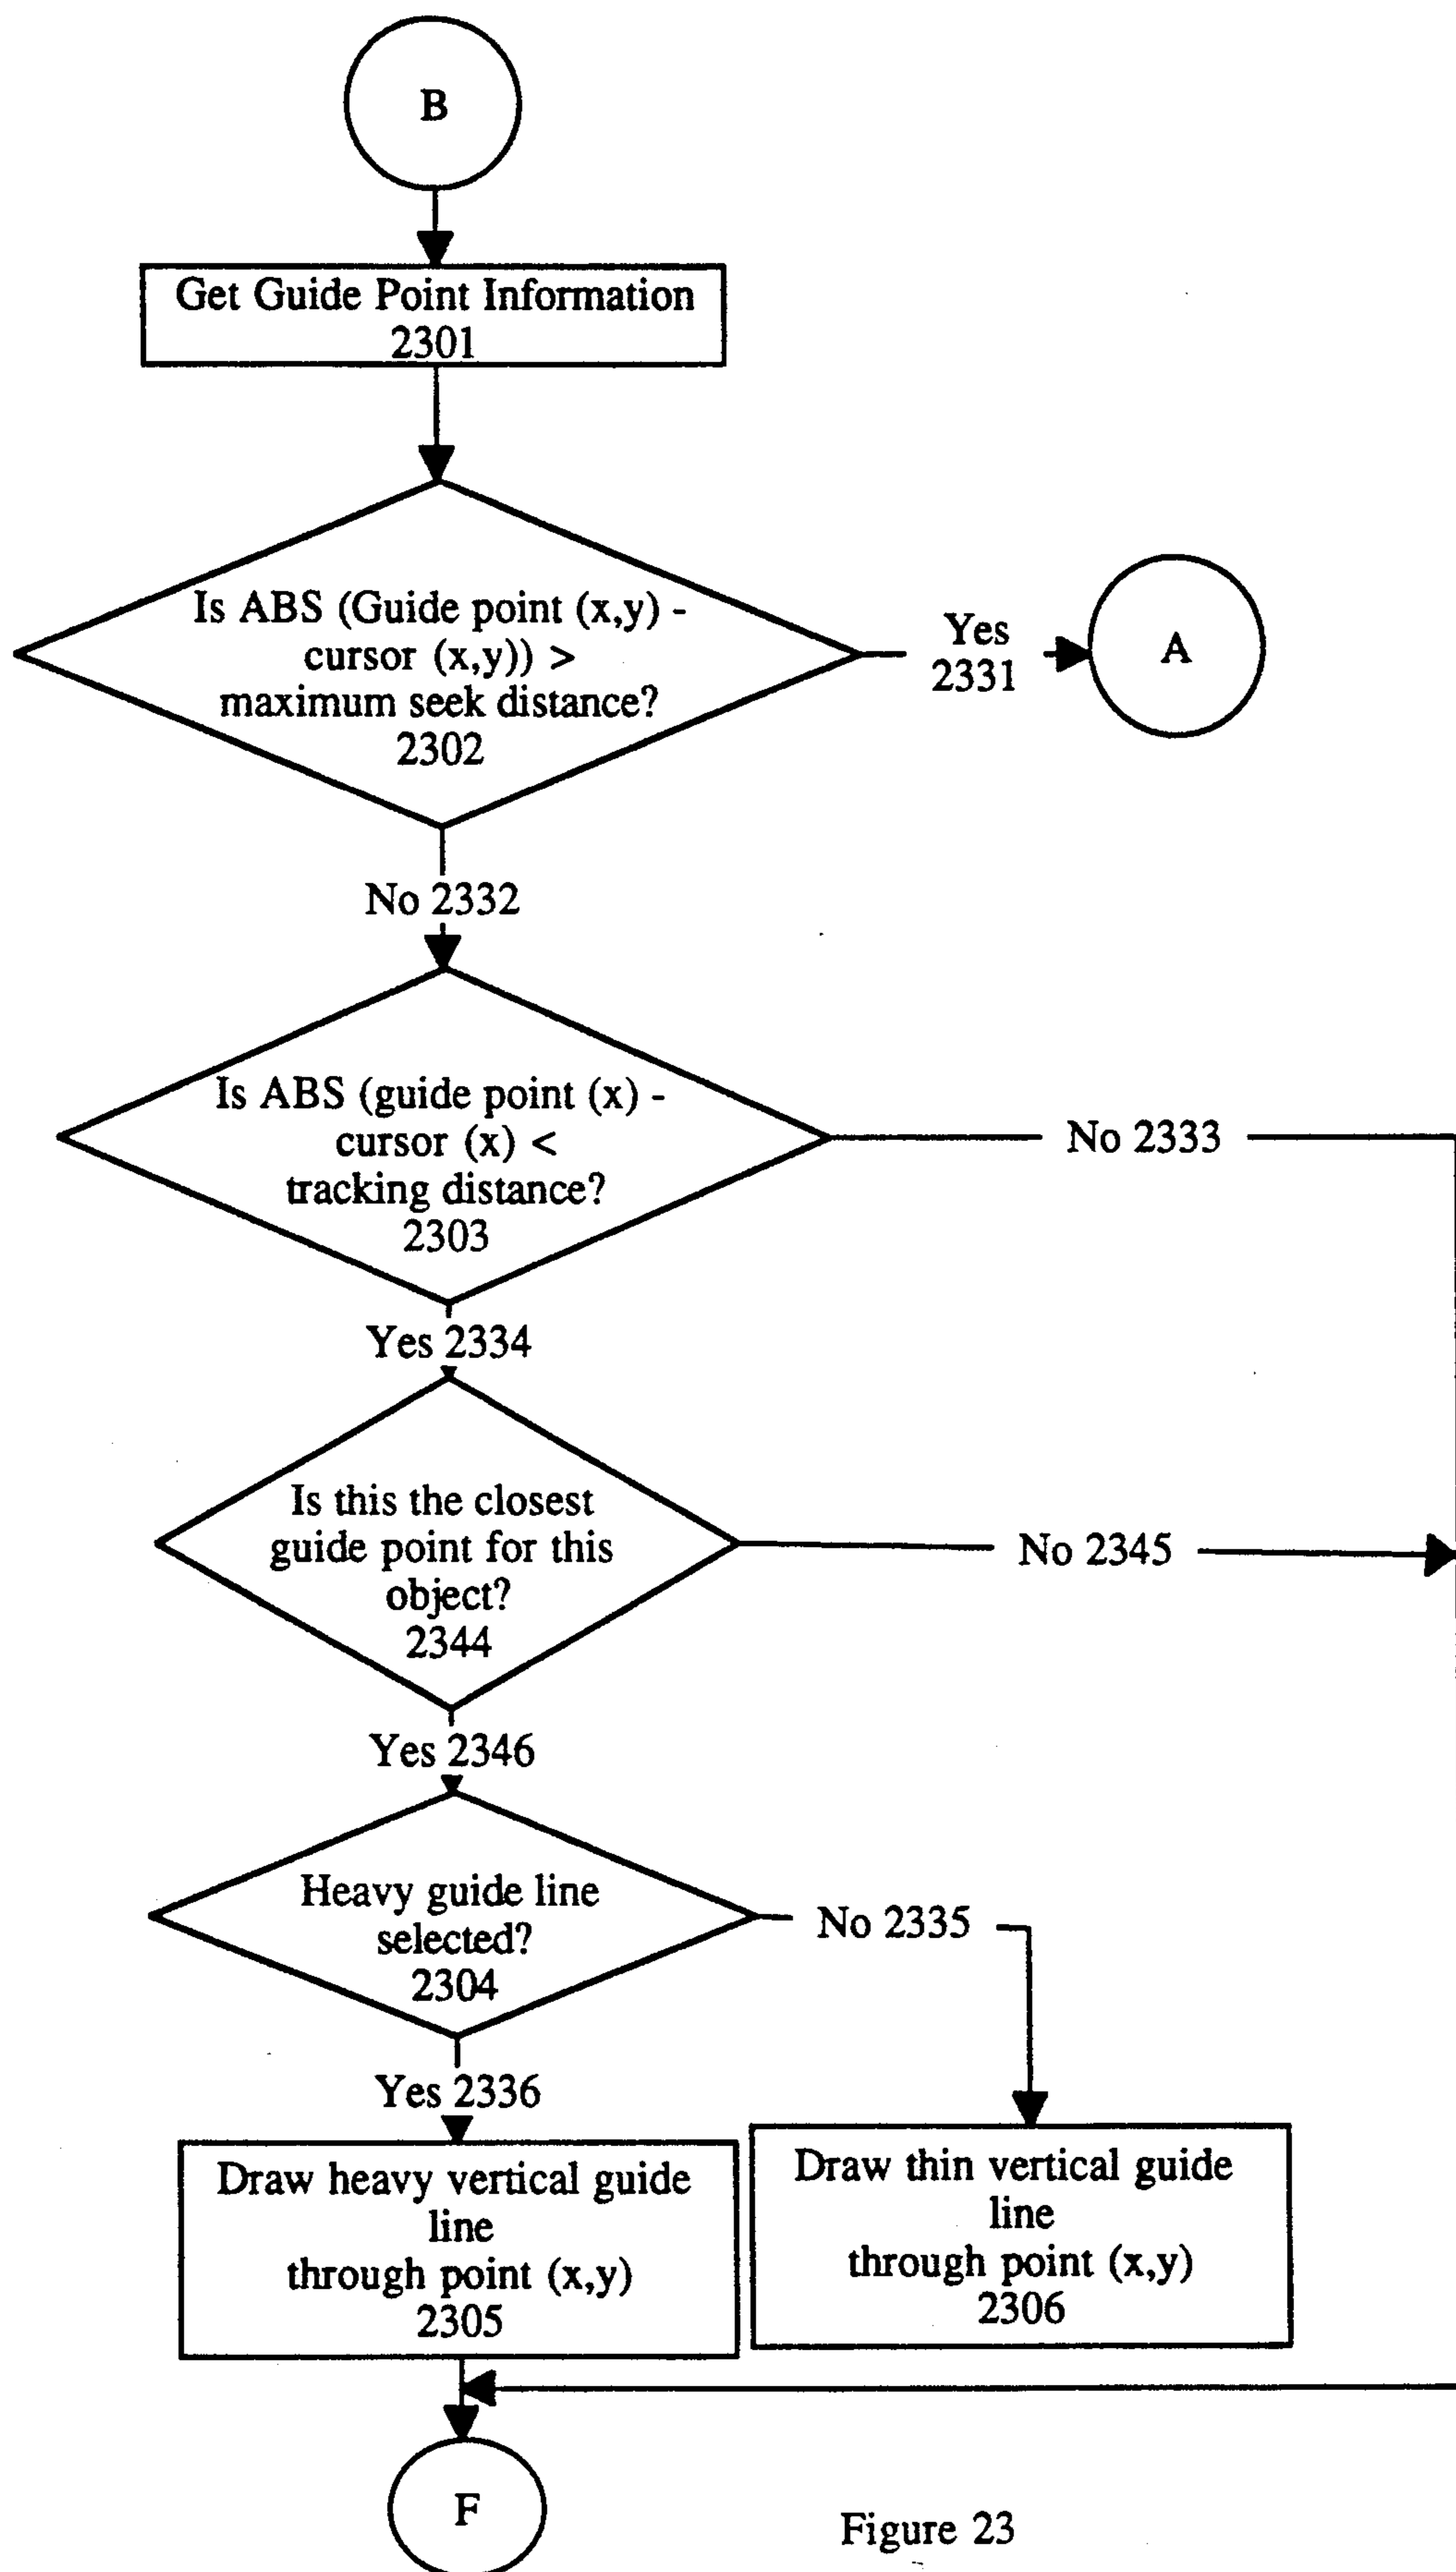 B
Get Guide Point Information
2301
Is ABS (Guide point (x,y) -
cursor (x,y)) >
maximum seek distance?
2302
Yes
2331
A
No 2332
Is ABS (guide point (x) -
cursor (x) <
tracking distance?
2303
No 2333
Yes 2334
Is this the closest
guide point for this
object?
2344
No 2345
Yes 2346
Heavy guide line
selected?
2304
No 2335
Yes 2336
Draw heavy vertical guide
line
through point (x,y)
2305
Draw thin vertical guide
line
through point (x,y)
2306
F
Figure 23